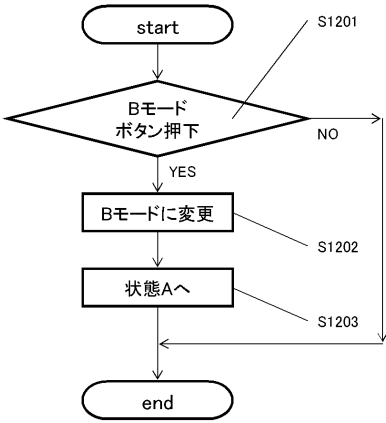 start
S1201
Bモード
ボタン押下
NO
YES
Bモードに変更
S1202
状態Aへ
S1203
end